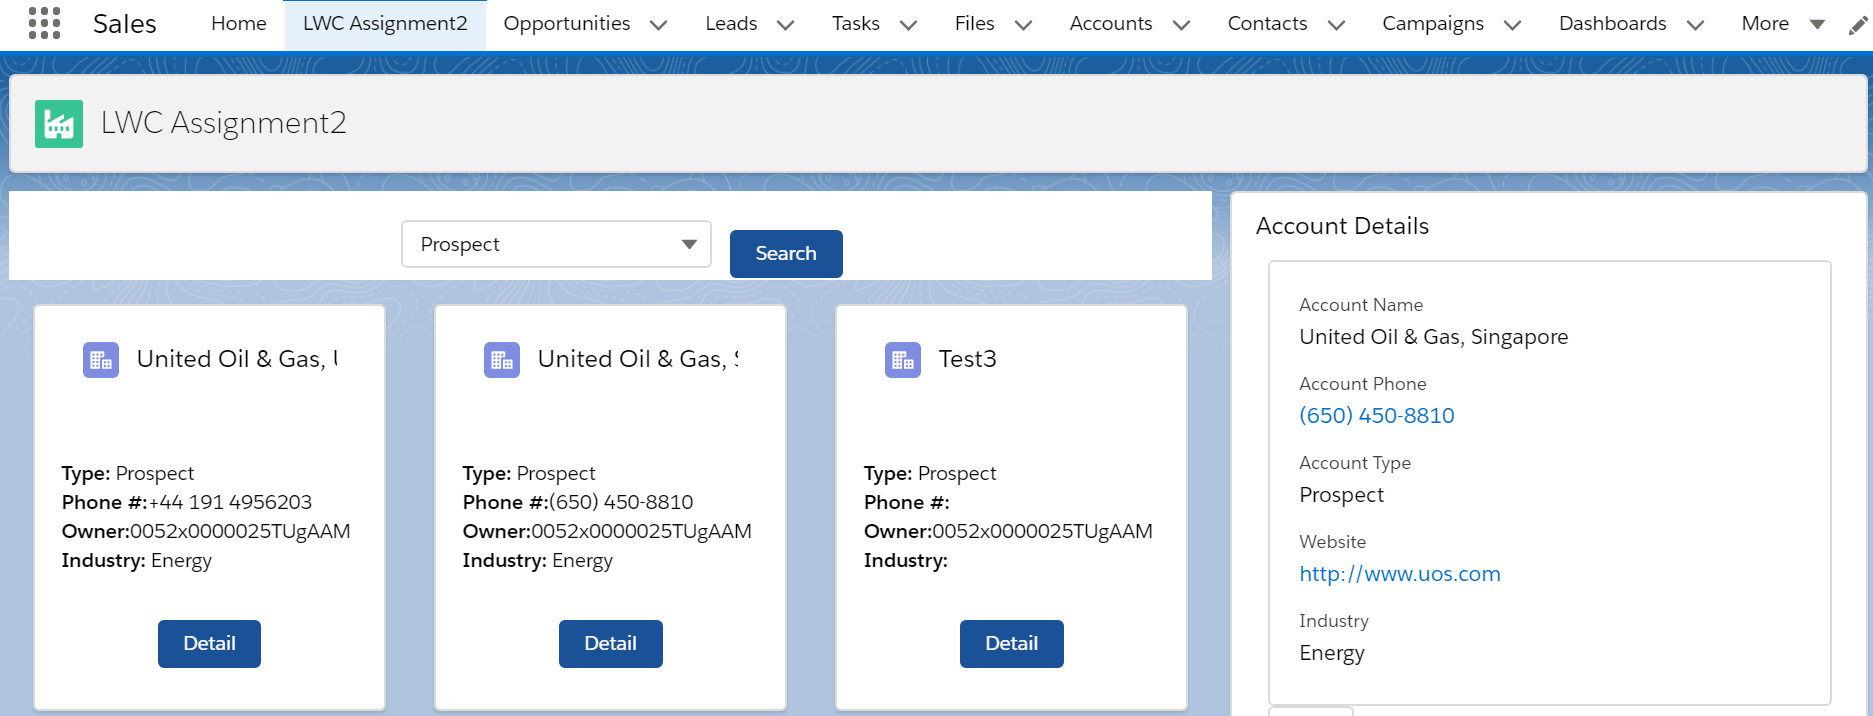 Sales Home LWC Assignment2 Opportunities Leads Tasks Files Accounts Contacts Campaigns Dashboards More
LWC Assignment2
Prospect
Search
United Oil & Gas,
Type: Prospect
Phone #:+44 191 4956203
Owner:0052x0000025TUgAAM
Industry: Energy
Detail
United Oil & Gas,
Type: Prospect
Phone #:(650) 450-8810
Owner:0052x0000025TUgAAM
Industry: Energy
Detail
Test3
Type: Prospect
Phone #:
Owner:0052x0000025TUgAAM
Industry:
Detail
Account Details
Account Name
United Oil & Gas, Singapore
Account Phone
(650) 450-8810
Account Type
Prospect
Website
http://www.uos.com
Industry
Energy